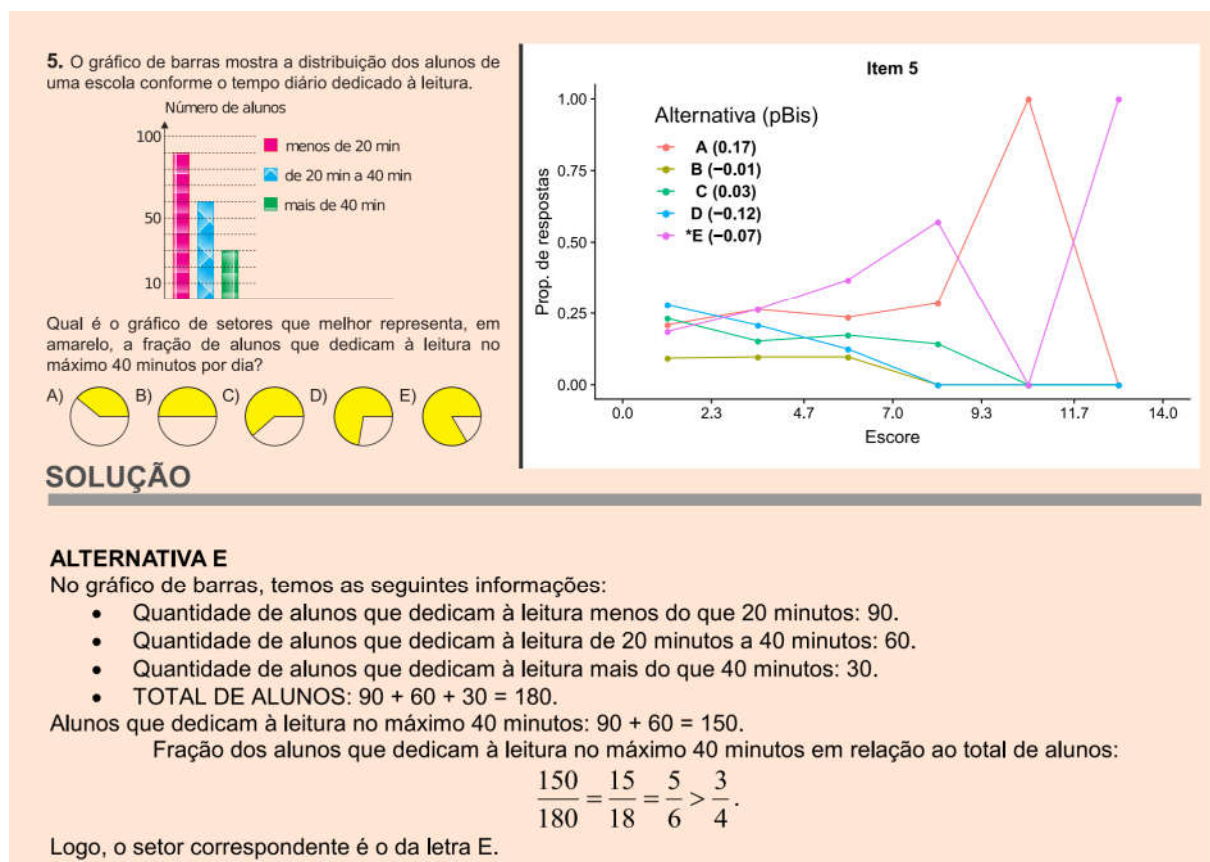 5. O gráfico de barras mostra a distribuição dos alunos de
uma escola conforme o tempo diário dedicado à leitura.
Número de alunos
100
50
10
menos de 20 min
de 20 min a 40 min
mais de 40 min
Qual é o gráfico de setores que melhor representa, em
amarelo, a fração de alunos que dedicam à leitura no
máximo 40 minutos por dia?
A) B) C) D) E)
Item 5
Alternativa (pBis)
A (0.17)
B (−0.01)
C (0.03)
D (−0.12)
*E (−0.07)
Prop. de respostas
1.00
0.75
0.50
0.25
0.00
0.0 2.3 4.7 7.0 9.3 11.7 14.0
Escore
SOLUÇÃO
ALTERNATIVA E
No gráfico de barras, temos as seguintes informações:
• Quantidade de alunos que dedicam à leitura menos do que 20 minutos: 90.
• Quantidade de alunos que dedicam à leitura de 20 minutos a 40 minutos: 60.
• Quantidade de alunos que dedicam à leitura mais do que 40 minutos: 30.
• TOTAL DE ALUNOS: 90 + 60 + 30 = 180.
Alunos que dedicam à leitura no máximo 40 minutos: 90 + 60 = 150.
Fração dos alunos que dedicam à leitura no máximo 40 minutos em relação ao total de alunos:
150/180 = 15/18 = 5/6 > 3/4.
Logo, o setor correspondente é o da letra E.